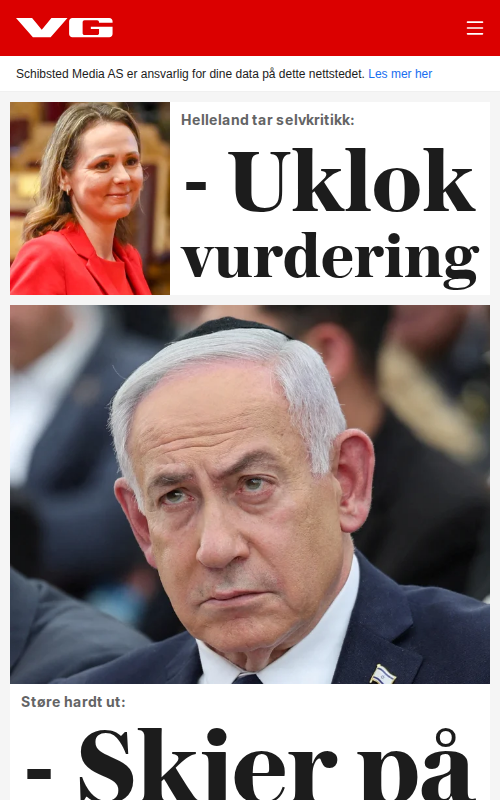 VG
Schibsted Media AS er ansvarlig for dine data på dette nettstedet. Les mer her
Helleland tar selvkritikk:
- Uklok
vurdering
Støre hardt ut:
- Skjer på